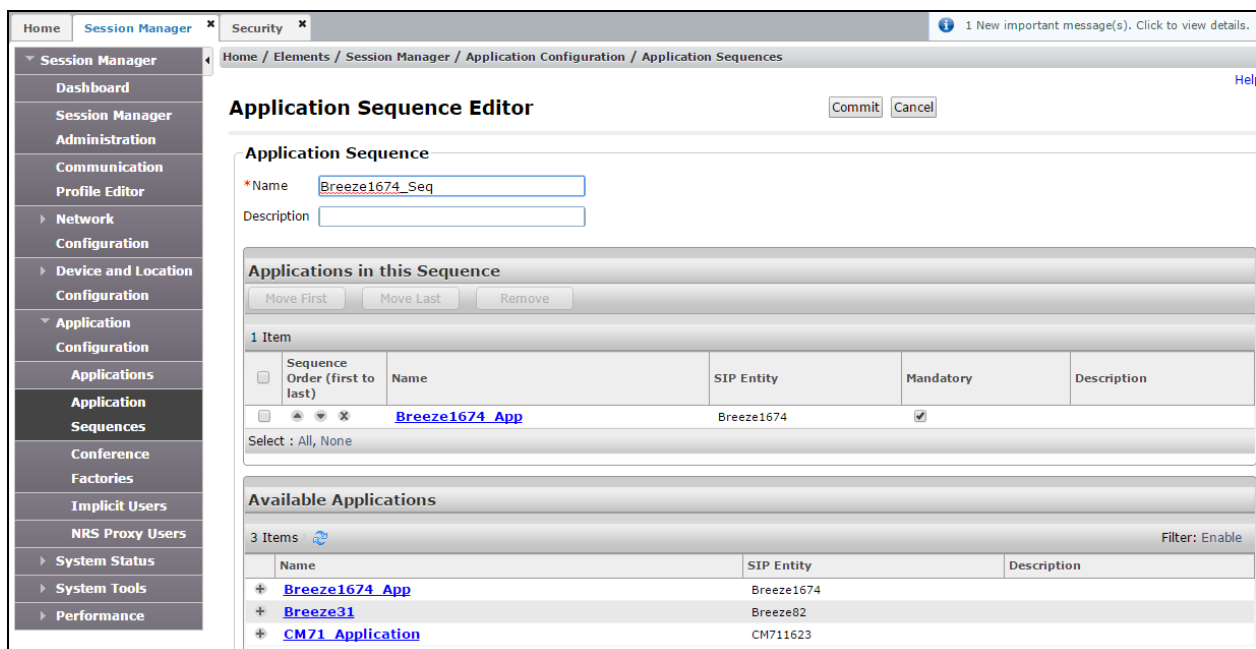 Home
Session Manager
Security
1 New important message(s). Click to view details.
Session Manager
Dashboard
Session Manager
Administration
Communication
Profile Editor
Network
Configuration
Device and Location
Configuration
Application
Configuration
Applications
Application
Sequences
Conference
Factories
Implicit Users
NRS Proxy Users
System Status
System Tools
Performance
Home / Elements / Session Manager / Application Configuration / Application Sequences
Help
Application Sequence Editor
Commit Cancel
Application Sequence
*Name Breeze1674_Seq
Description
Applications in this Sequence
Move First Move Last Remove
1 Item
Sequence
Order (first to
last)
Name
SIP Entity
Mandatory
Description
Breeze1674_App Breeze1674
Select : All, None
Available Applications
3 Items Filter: Enable
Name SIP Entity Description
Breeze1674_App Breeze1674
Breeze31 Breeze82
CM71_Application CM711623